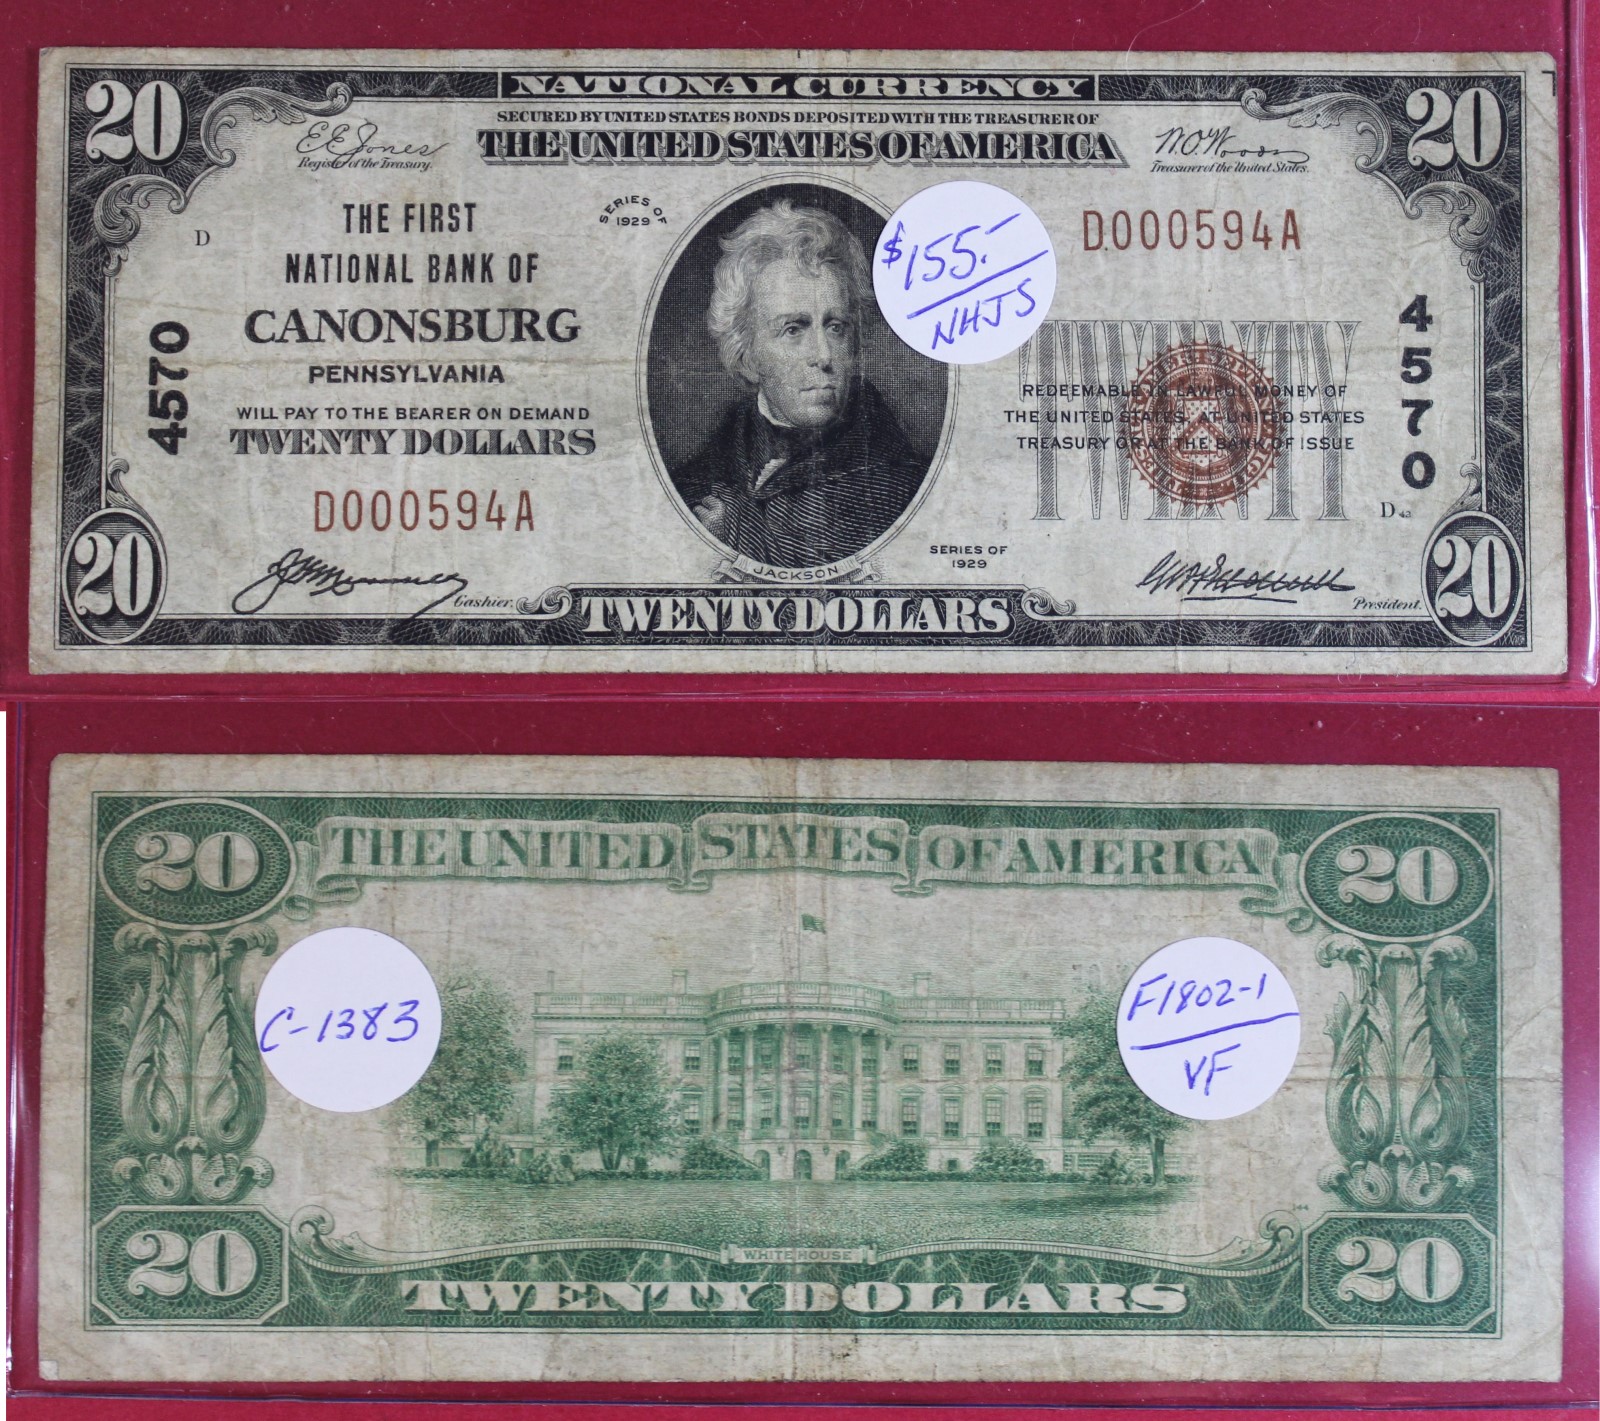 NATIONAL CURRENCY
SECURED BY UNITED STATES BONDS DEPOSITED WITH THE TREASURER OF
THE UNITED STATES OF AMERICA
20
20
E E Jones
Register of the Treasury.
W.O. Woods
Treasurer of the United States.
THE FIRST
NATIONAL BANK OF
CANONSBURG
PENNSYLVANIA
WILL PAY TO THE BEARER ON DEMAND
TWENTY DOLLARS
D
SERIES OF
1929
$155.-
NHJS
D000594A
4570
4570
TWENTY
REDEEMABLE IN LAWFUL MONEY OF
THE UNITED STATES AT UNITED STATES
TREASURY OR AT THE BANK OF ISSUE
D000594A
D 43
SERIES OF
1929
JACKSON
20
20
Cashier.
President.
TWENTY DOLLARS
20
THE UNITED STATES OF AMERICA
20
C-1383
F1802-1
VF
144
WHITE HOUSE
20
20
TWENTY DOLLARS